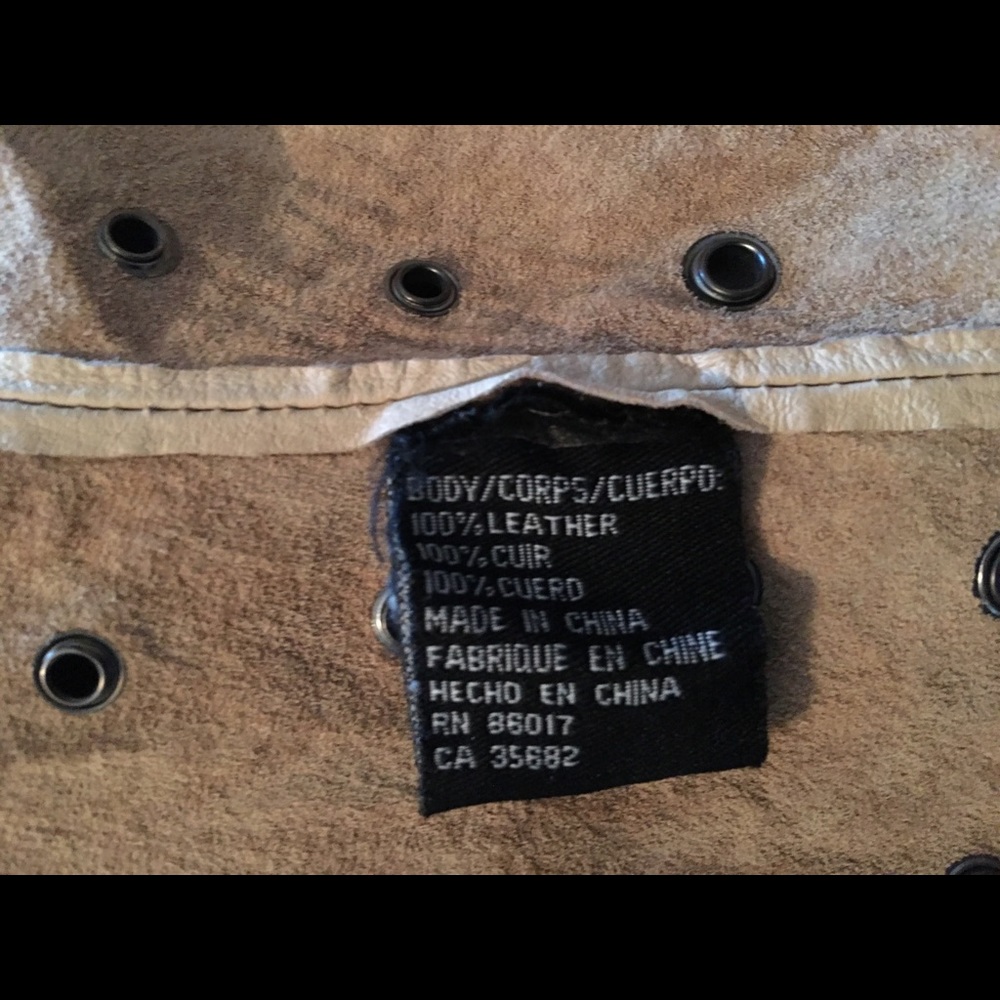 BODY/CORPS/CUERPO:
100% LEATHER
100% CUIR
100% CUERO
MADE IN CHINA
FABRIQUE EN CHINE
HECHO EN CHINA
RN 86017
CA 35682